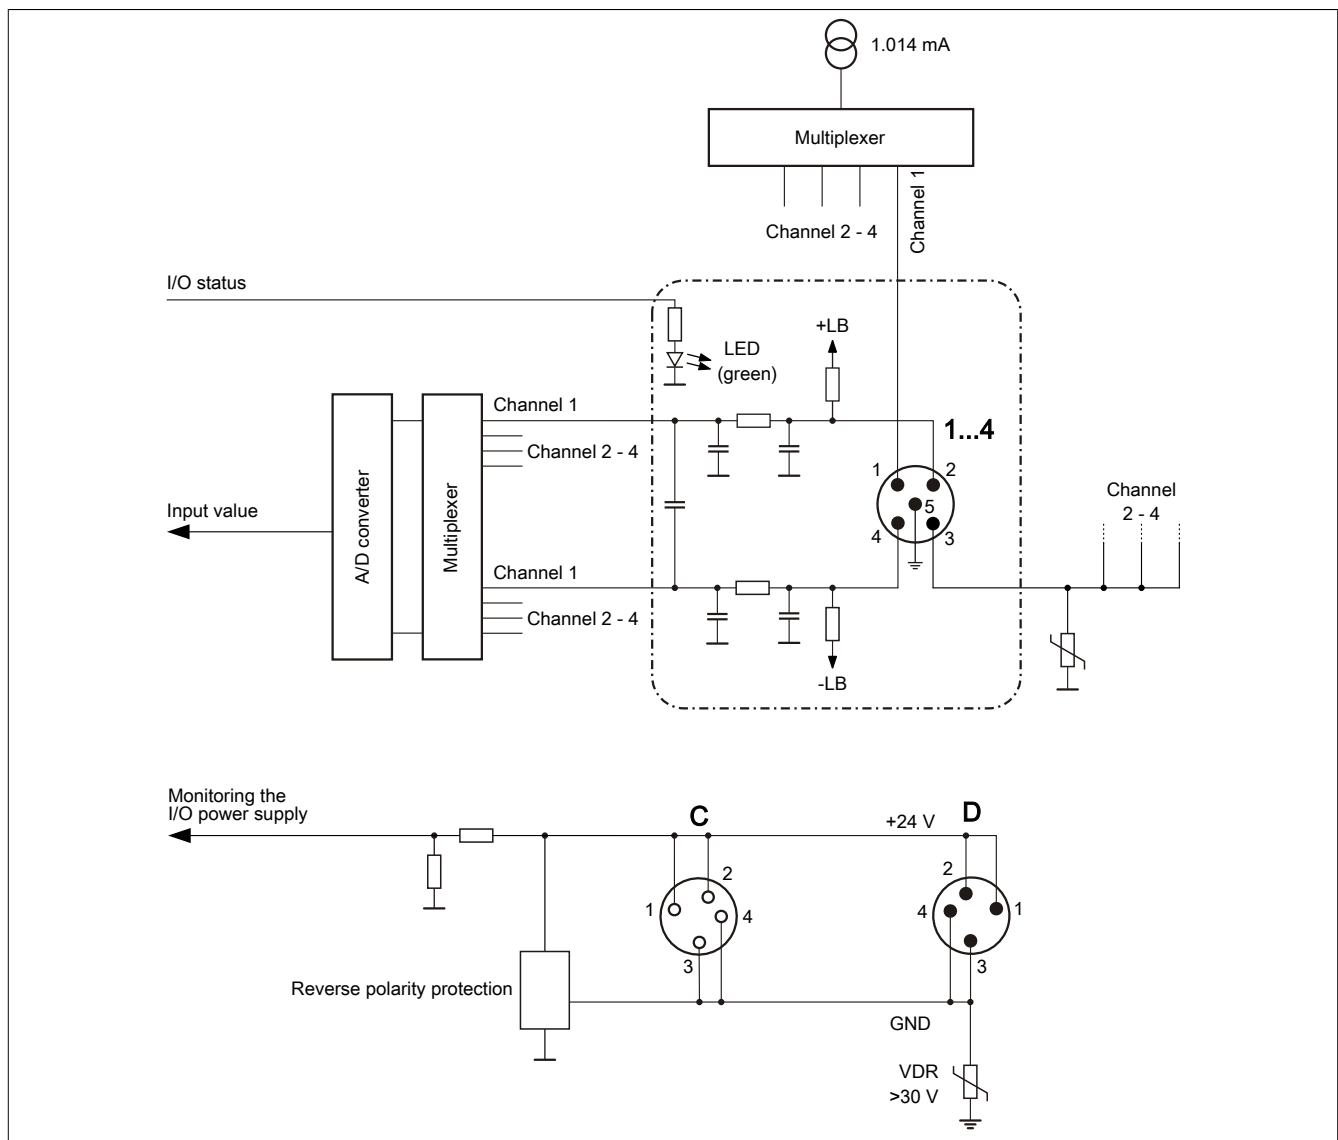 1.014 mA
Multiplexer
Channel 2 - 4
Channel 1
I/O status
+LB
LED
(green)
Channel 1
1...4
Channel 2 - 4
1
2
Channel
2 - 4
5
Input value
A/D converter
Multiplexer
4
3
Channel 1
Channel 2 - 4
-LB
Monitoring the
I/O power supply
C
+24 V
D
2
2
1
4
4
1
3
3
Reverse polarity protection
GND
VDR
>30 V